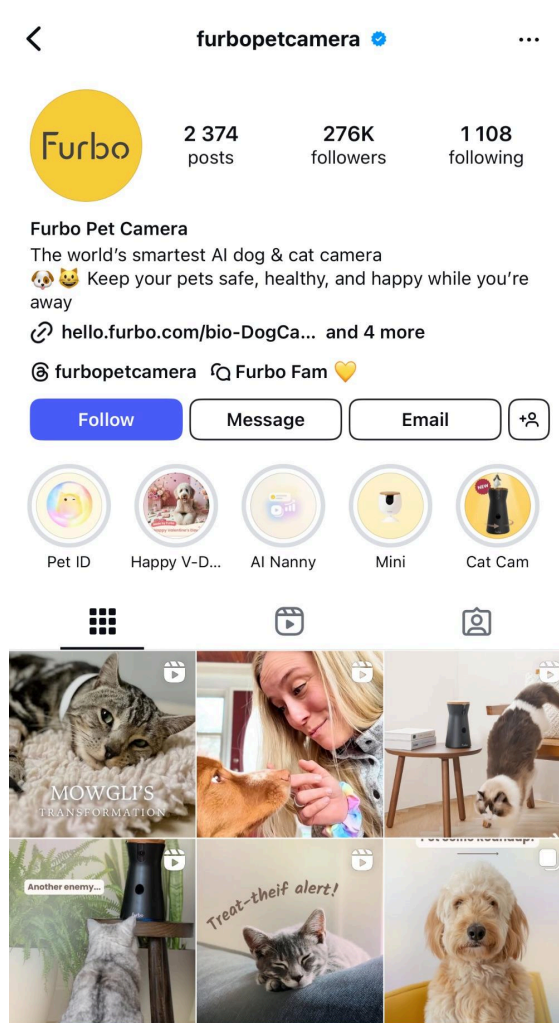 furbopetcamera
Furbo
2 374
posts
276K
followers
1 108
following
Furbo Pet Camera
The world's smartest AI dog & cat camera
🐶😺 Keep your pets safe, healthy, and happy while you're
away
hello.furbo.com/bio-DogCa... and 4 more
furbopetcamera Furbo Fam 💛
Follow
Message
Email
NEW
Pet ID
Happy V-D...
AI Nanny
Mini
Cat Cam
MOWGLI'S
TRANSFORMATION
Another enemy...
Treat-theif alert!